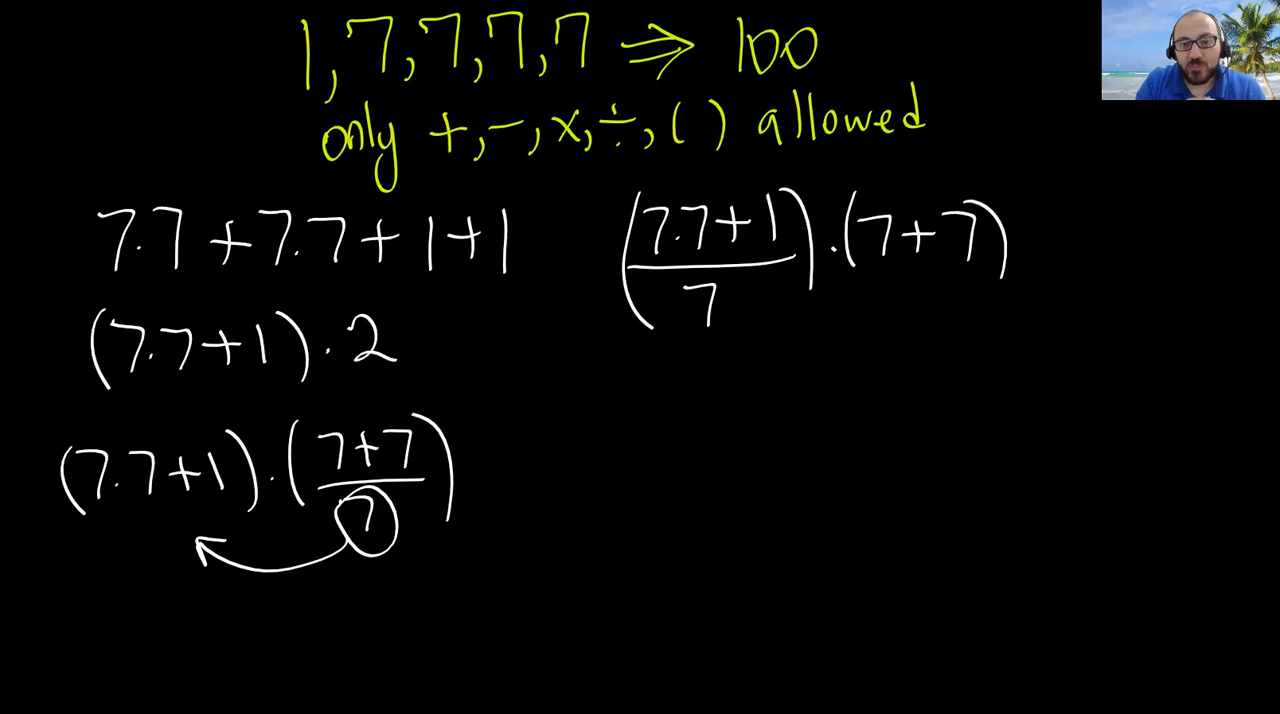 1, 7, 7, 7, 7 ⇒ 100
only +, -, x, ÷, ( ) allowed
7.7 + 7.7 + 1 + 1
(7.7 + 1) . 2
(7.7 + 1) . (7 + 7 / 7)
(7.7 + 1 / 7) . (7 + 7)